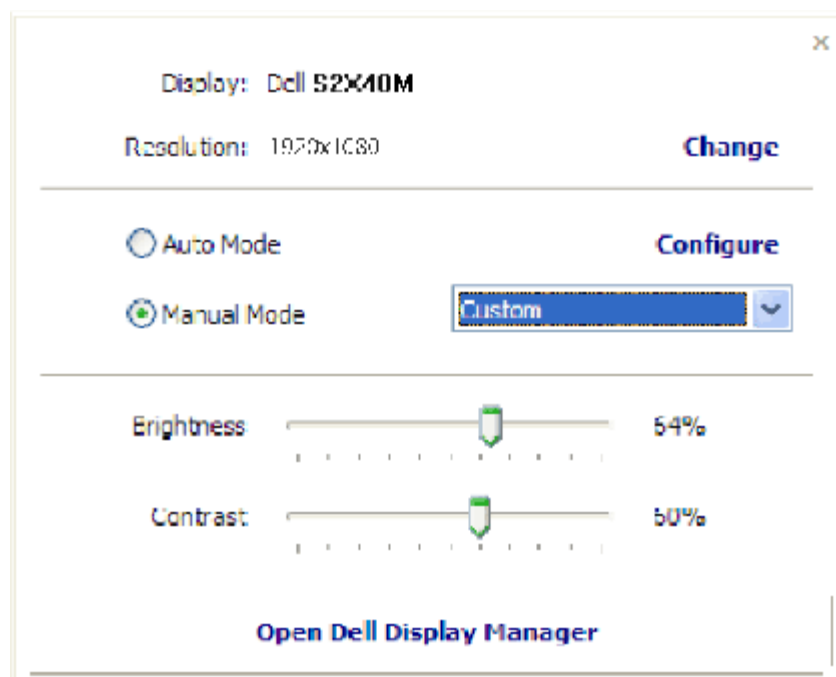 Display: Dell S2X40M
Resolution: 1920x1080 Change
Auto Mode Configure
Manual Mode Custom
Brightness 64%
Contrast 60%
Open Dell Display Manager